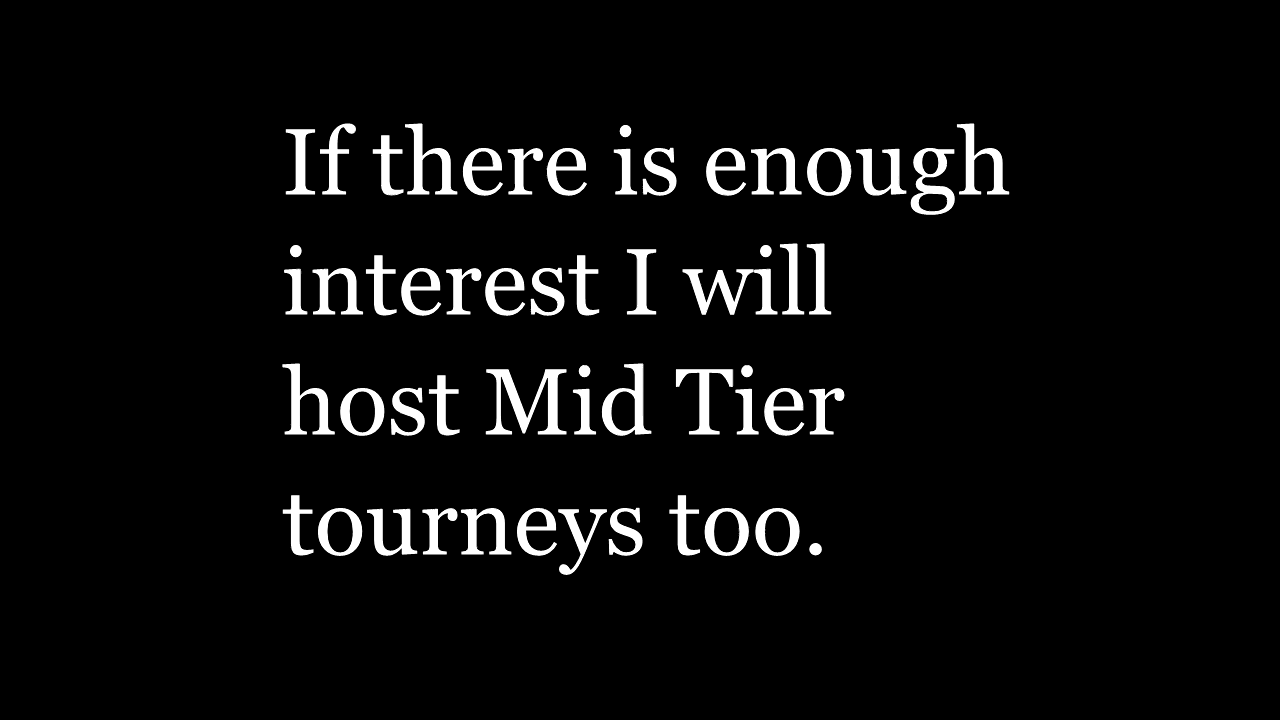 If there is enough
interest I will
host Mid Tier
tourneys too.